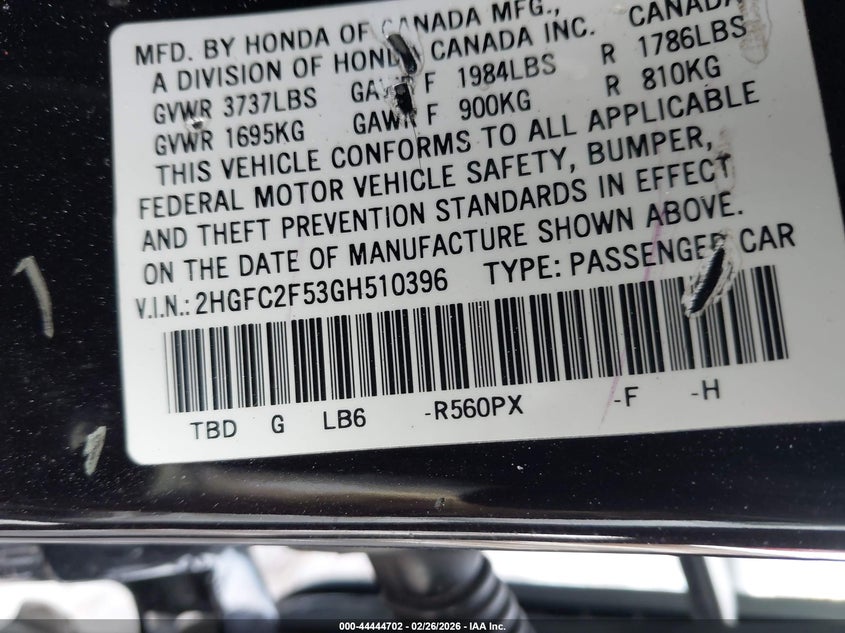 MFD. BY HONDA OF CANADA MFG.,
A DIVISION OF HONDA CANADA INC. CANADA
GVWR 3737LBS GAWR F 1984LBS R 1786LBS
GVWR 1695KG GAWR F 900KG R 810KG
THIS VEHICLE CONFORMS TO ALL APPLICABLE
FEDERAL MOTOR VEHICLE SAFETY, BUMPER,
AND THEFT PREVENTION STANDARDS IN EFFECT
ON THE DATE OF MANUFACTURE SHOWN ABOVE.
V.I.N.: 2HGFC2F53GH510396 TYPE: PASSENGER CAR
TBD G LB6 -R560PX -F -H
000-44444702 - 02/26/2026 - IAA Inc.